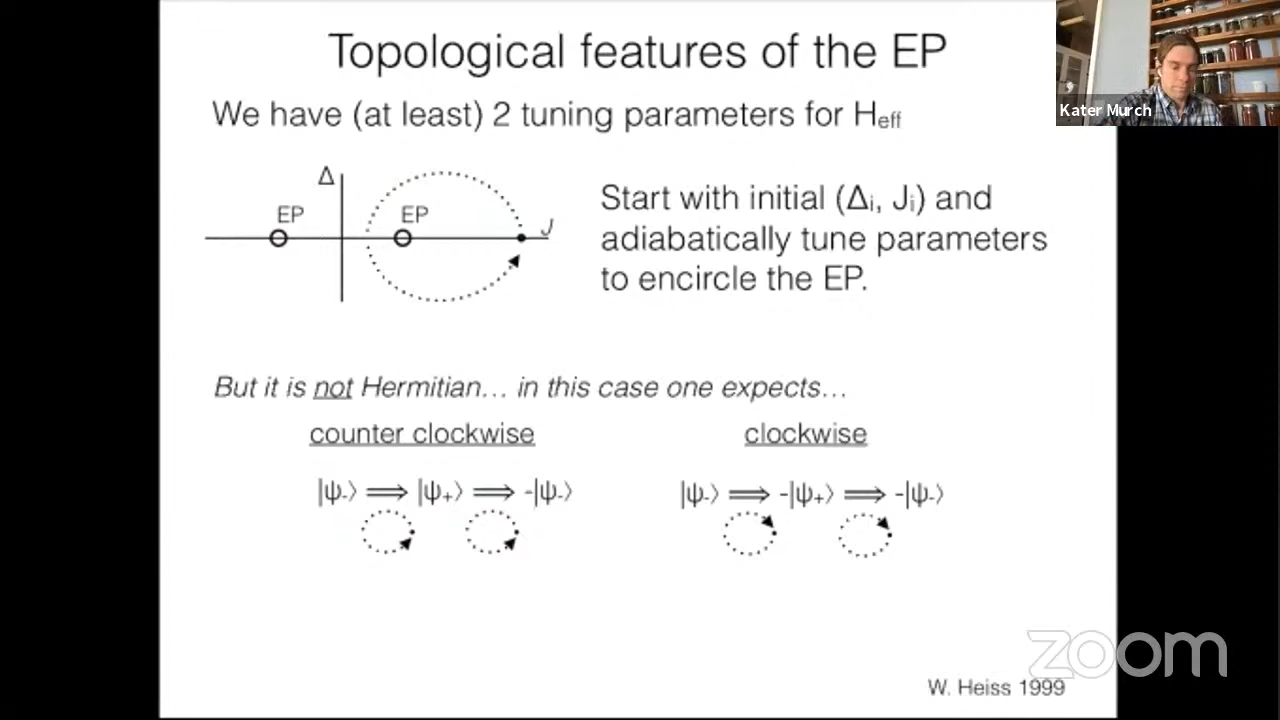 Topological features of the EP
Kater Murch
We have (at least) 2 tuning parameters for Heff
Δ
EP
EP
J
Start with initial (Δi, Ji) and
adiabatically tune parameters
to encircle the EP.
But it is not Hermitian... in this case one expects...
counter clockwise
clockwise
|ψ-⟩ ⟹ |ψ+⟩ ⟹ -|ψ-⟩
|ψ-⟩ ⟹ -|ψ+⟩ ⟹ -|ψ-⟩
zoom
W. Heiss 1999